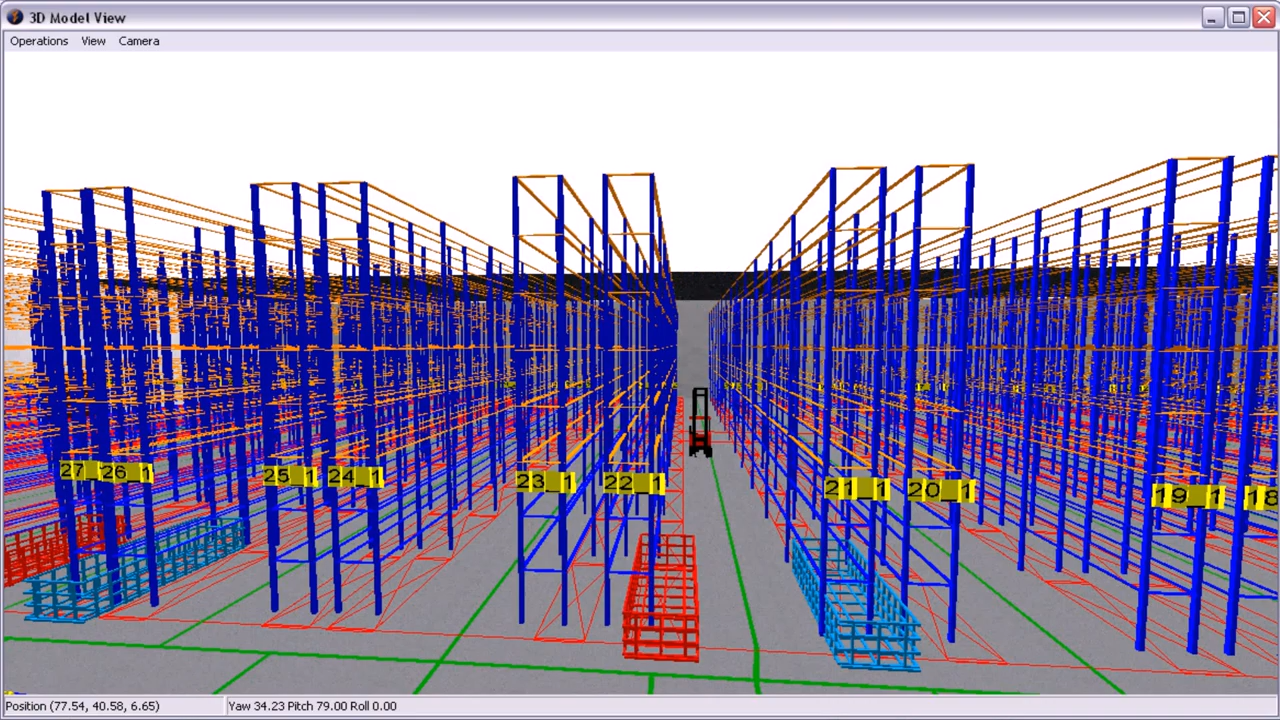 3D Model View
Operations View Camera
27 26_1 25_1 24_1 23_1 22_1 21_1 20_1 19_1 18
Position (77.54, 40.58, 6.65) Yaw 34.23 Pitch 79.00 Roll 0.00